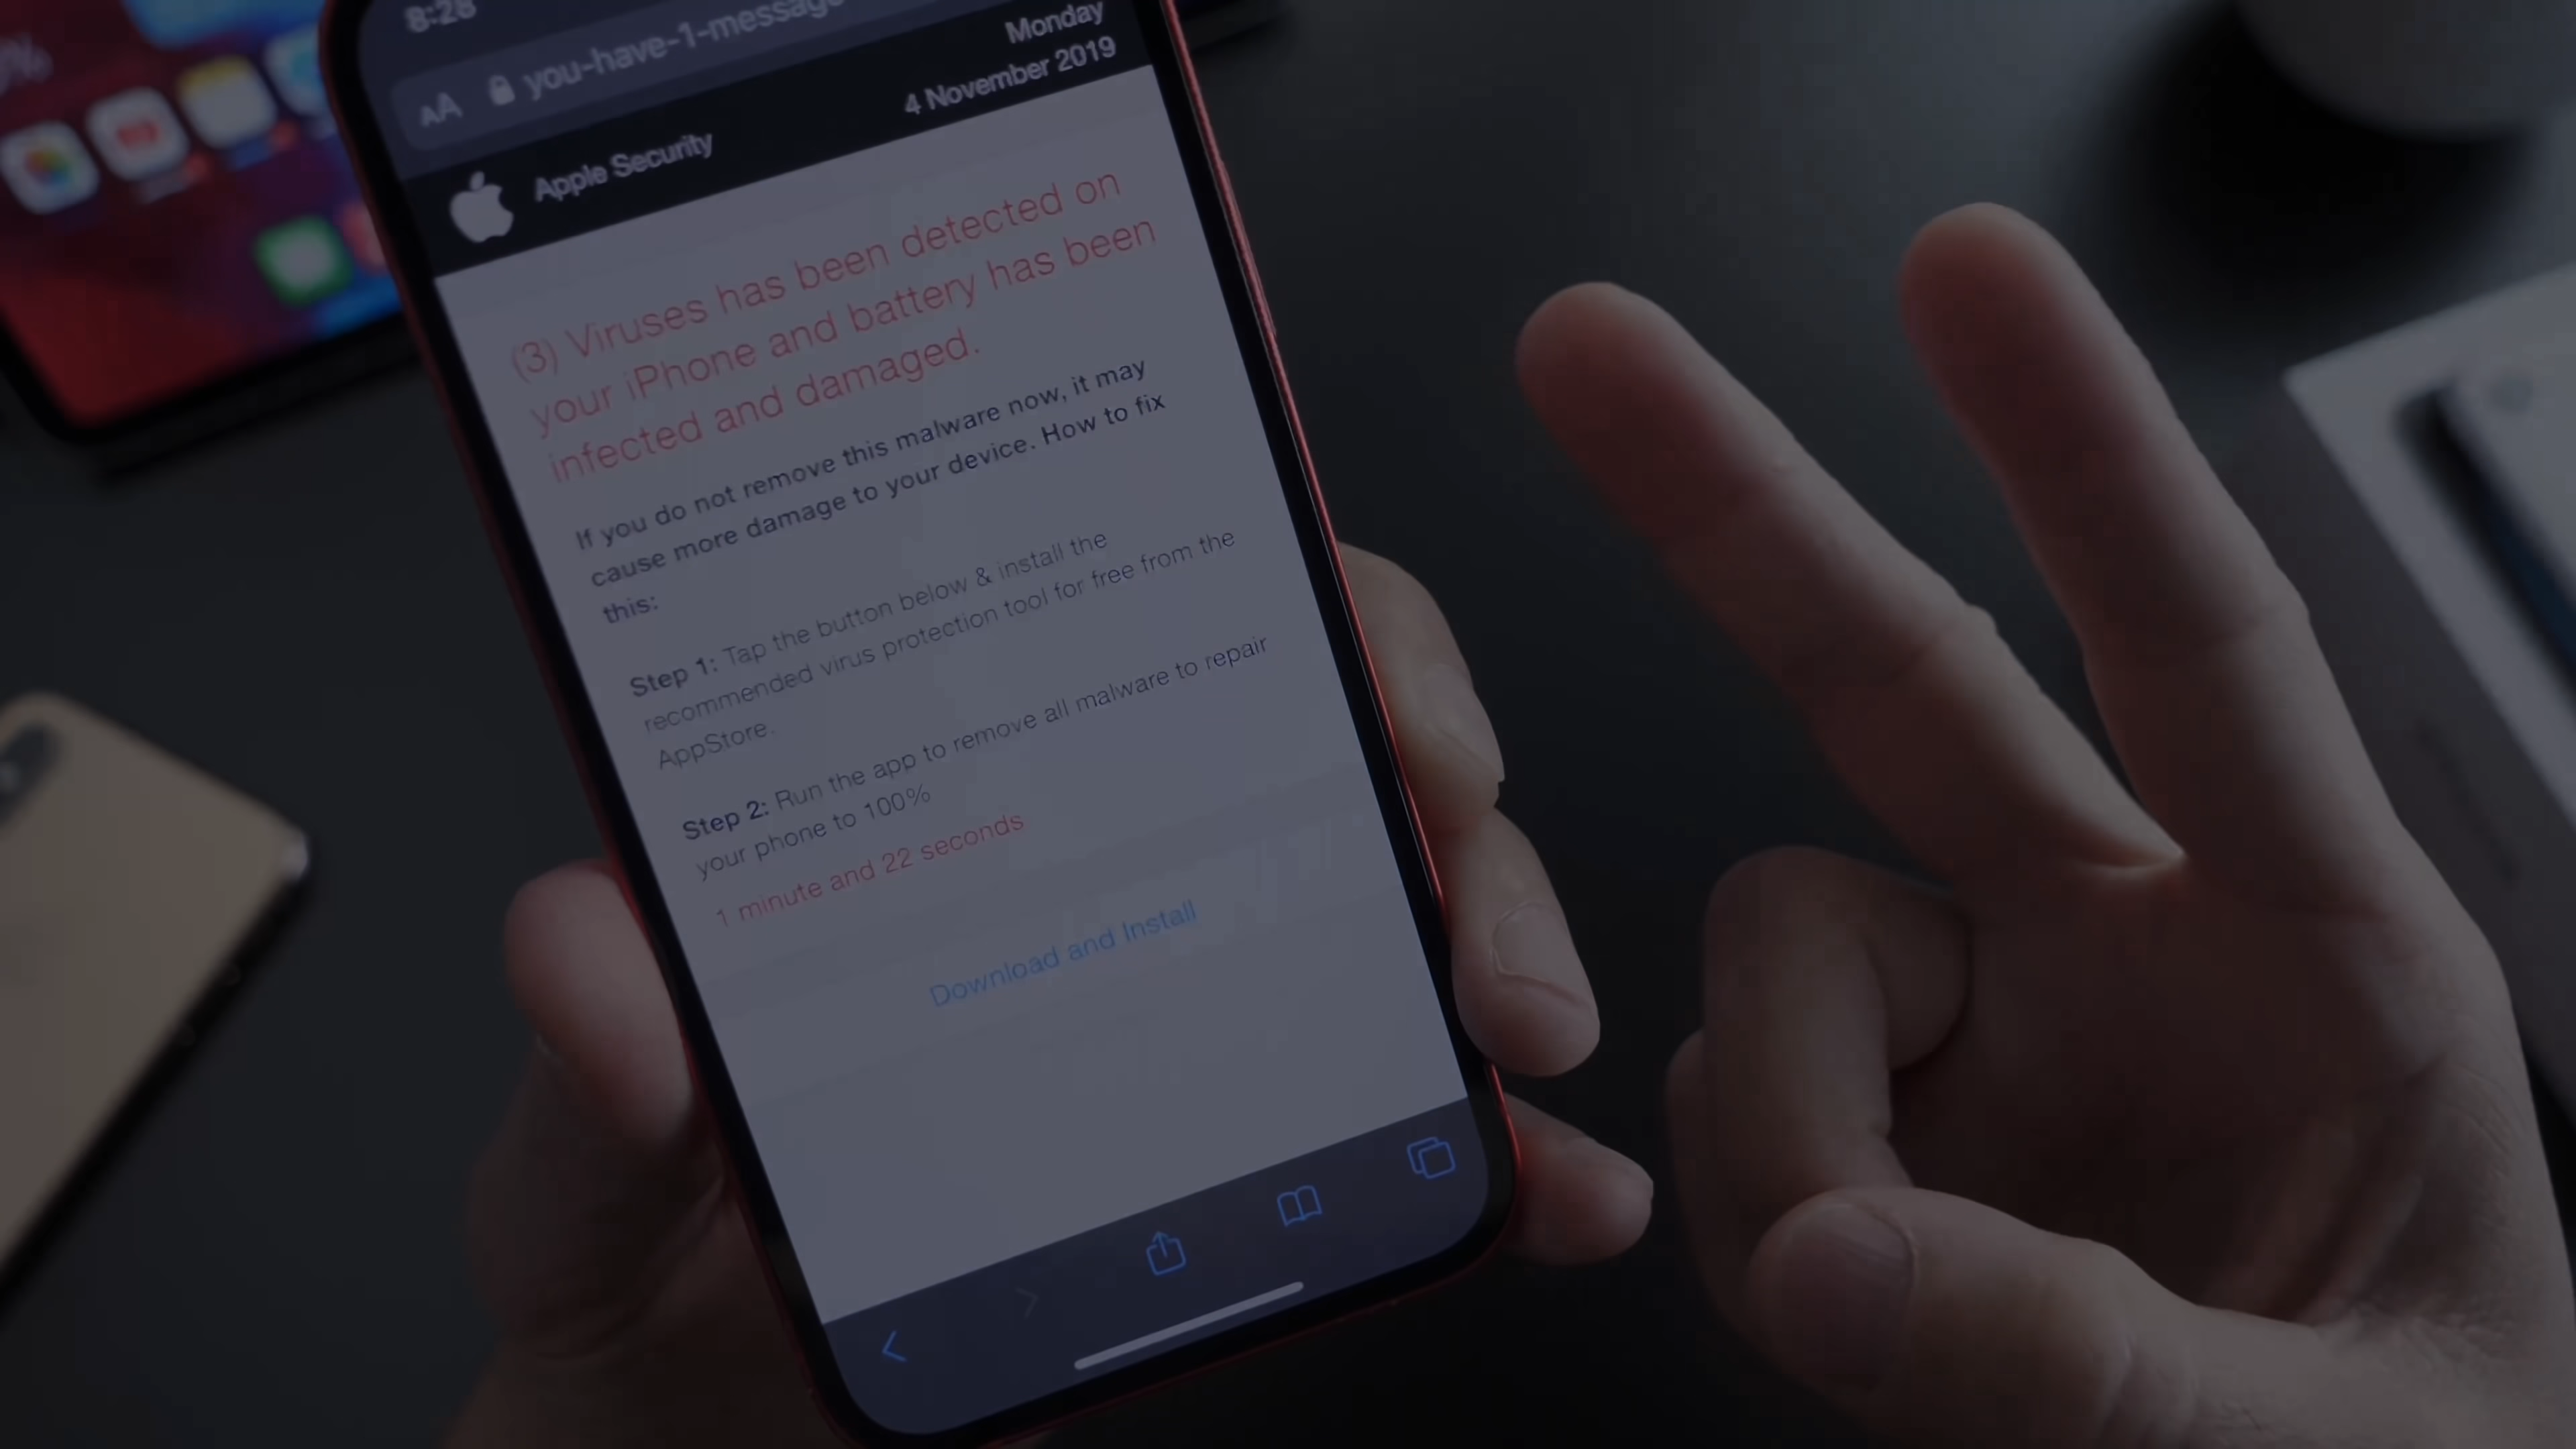 8:28
AA you-have-1-message
Monday
4 November 2019
Apple Security
(3) Viruses has been detected on
your iPhone and battery has been
infected and damaged.
If you do not remove this malware now, it may
cause more damage to your device. How to fix
this:
Step 1: Tap the button below & install the
recommended virus protection tool for free from the
AppStore.
Step 2: Run the app to remove all malware to repair
your phone to 100%
1 minute and 22 seconds
Download and Install